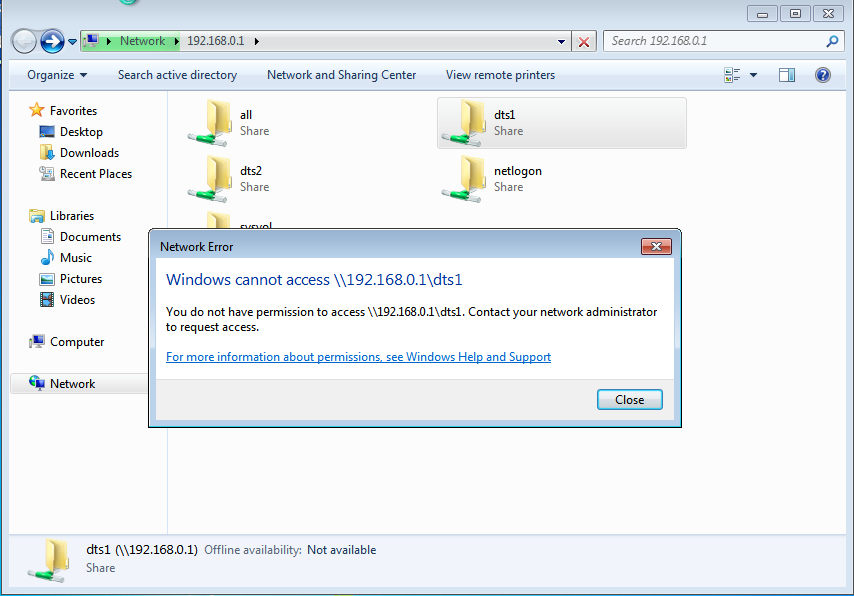 Network 192.168.0.1
Search 192.168.0.1
Organize Search active directory Network and Sharing Center View remote printers
Favorites
Desktop
Downloads
Recent Places
Libraries
Documents
Music
Pictures
Videos
Computer
Network
all
Share
dts1
Share
dts2
Share
netlogon
Share
sysvol
Network Error
Windows cannot access \\192.168.0.1\dts1
You do not have permission to access \\192.168.0.1\dts1. Contact your network administrator
to request access.
For more information about permissions, see Windows Help and Support
Close
dts1 (\\192.168.0.1) Offline availability: Not available
Share